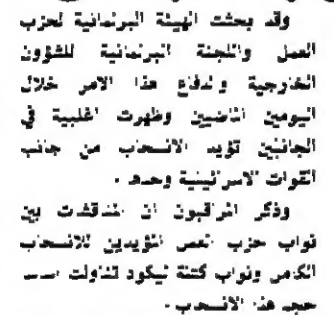 وقد بحثت الهيئة البرلمانية لحزب
العمل واللجنة البرلمانية للشؤون
الخارجية والدفاع هذا الامر خلال
اليومين الماضيين وظهرت اغلبية في
الجانبين تؤيد الانسحاب من جانب
القوات الاسرائيلية وحدها .
وذكر المراقبون ان المناقشات بين
نواب حزب العمل المؤيدين للانسحاب
الكامل ونواب كتلة ليكود تناولت
حجم هذا الانسحاب .